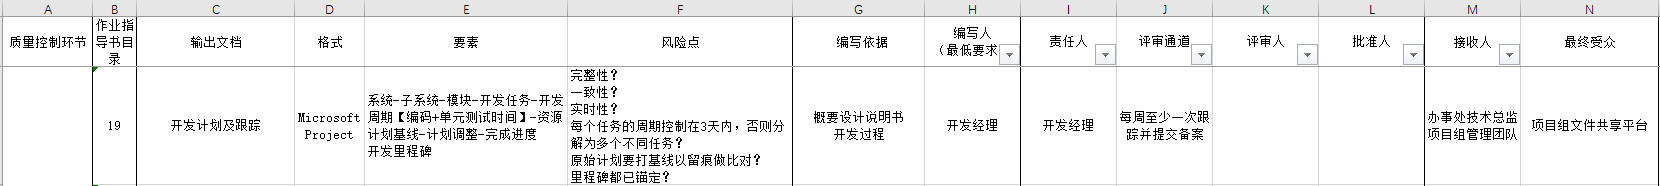 A B C D E F G H I J K L M N
质量控制环节
作业指
导书目
录
输出文档
格式
要素
风险点
编写依据
编写人
(最低要求
责任人
评审通道
评审人
批准人
接收人
最终受众
19
开发计划及跟踪
Microsoft
Project
系统-子系统-模块-开发任务-开发
周期【编码+单元测试时间】-资源
计划基线-计划调整-完成进度
开发里程碑
完整性?
一致性?
实时性?
每个任务的周期控制在3天内，否则分
解为多个不同任务?
原始计划要打基线以留痕做比对?
里程碑都已锚定?
概要设计说明书
开发过程
开发经理
开发经理
每周至少一次跟
踪并提交备案
办事处技术总监
项目组管理团队
项目组文件共享平台